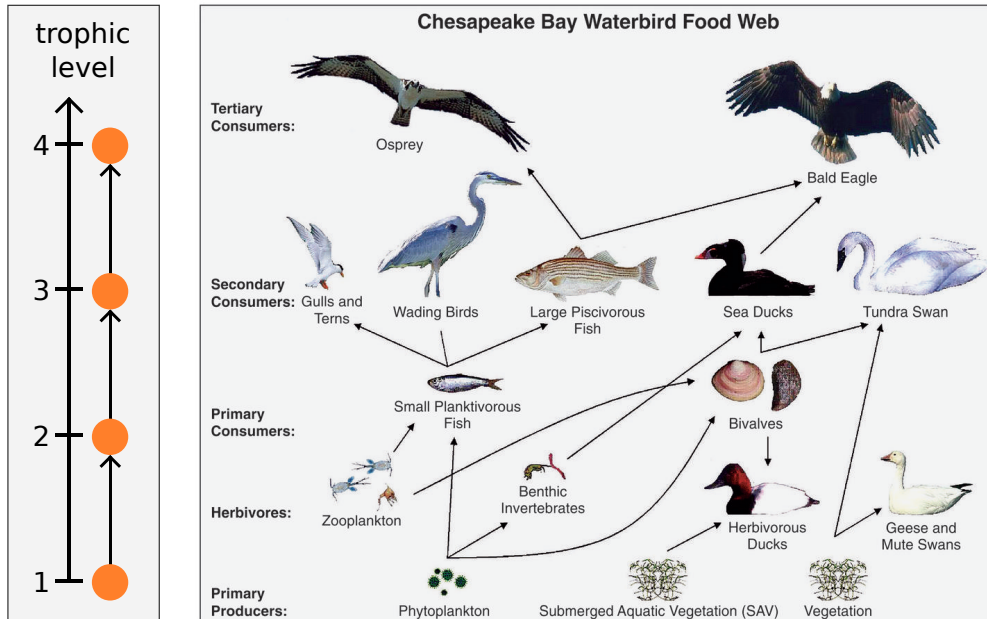 trophic
level
4
3
2
1
Chesapeake Bay Waterbird Food Web
Tertiary
Consumers:
Osprey
Bald Eagle
Secondary
Consumers:
Gulls and
Terns
Wading Birds
Large Piscivorous
Fish
Sea Ducks
Tundra Swan
Primary
Consumers:
Small Planktivorous
Fish
Bivalves
Herbivores:
Zooplankton
Benthic
Invertebrates
Herbivorous
Ducks
Geese and
Mute Swans
Primary
Producers:
Phytoplankton
Submerged Aquatic Vegetation (SAV)
Vegetation